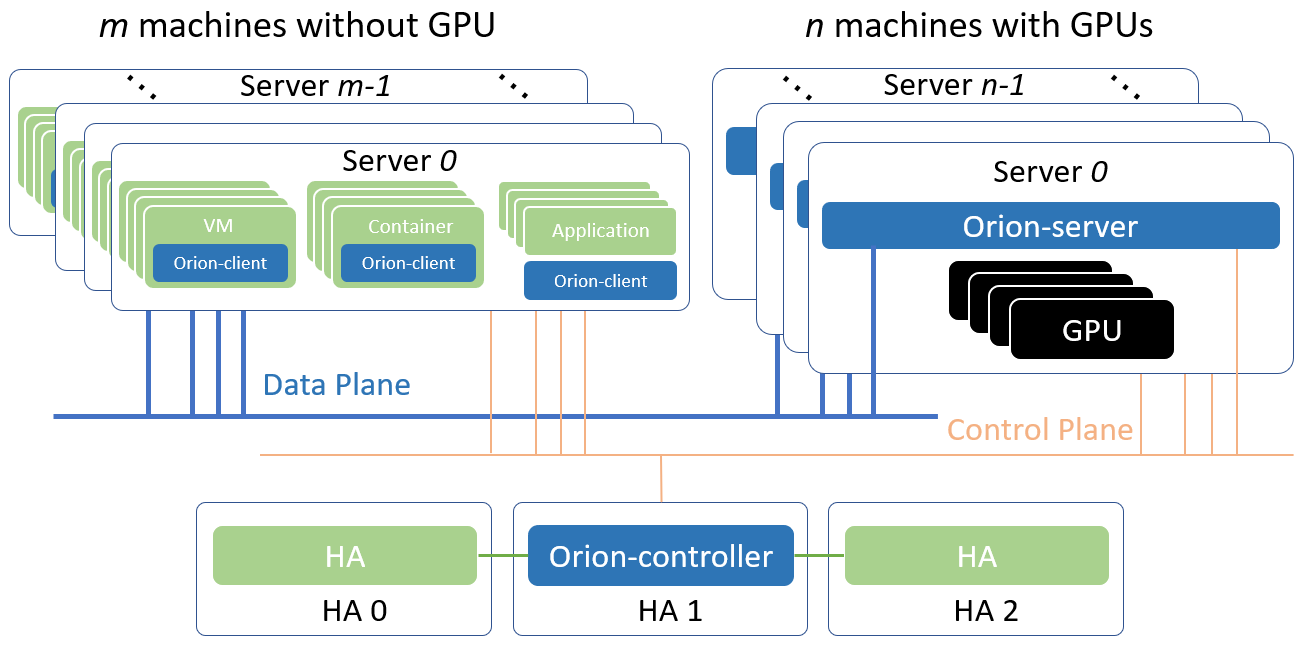 m machines without GPU
n machines with GPUs
Server m-1
Server n-1
Server 0
Server 0
VM
Orion-client
Container
Orion-client
Application
Orion-client
Orion-server
GPU
Data Plane
Control Plane
HA
Orion-controller
HA
HA 0
HA 1
HA 2